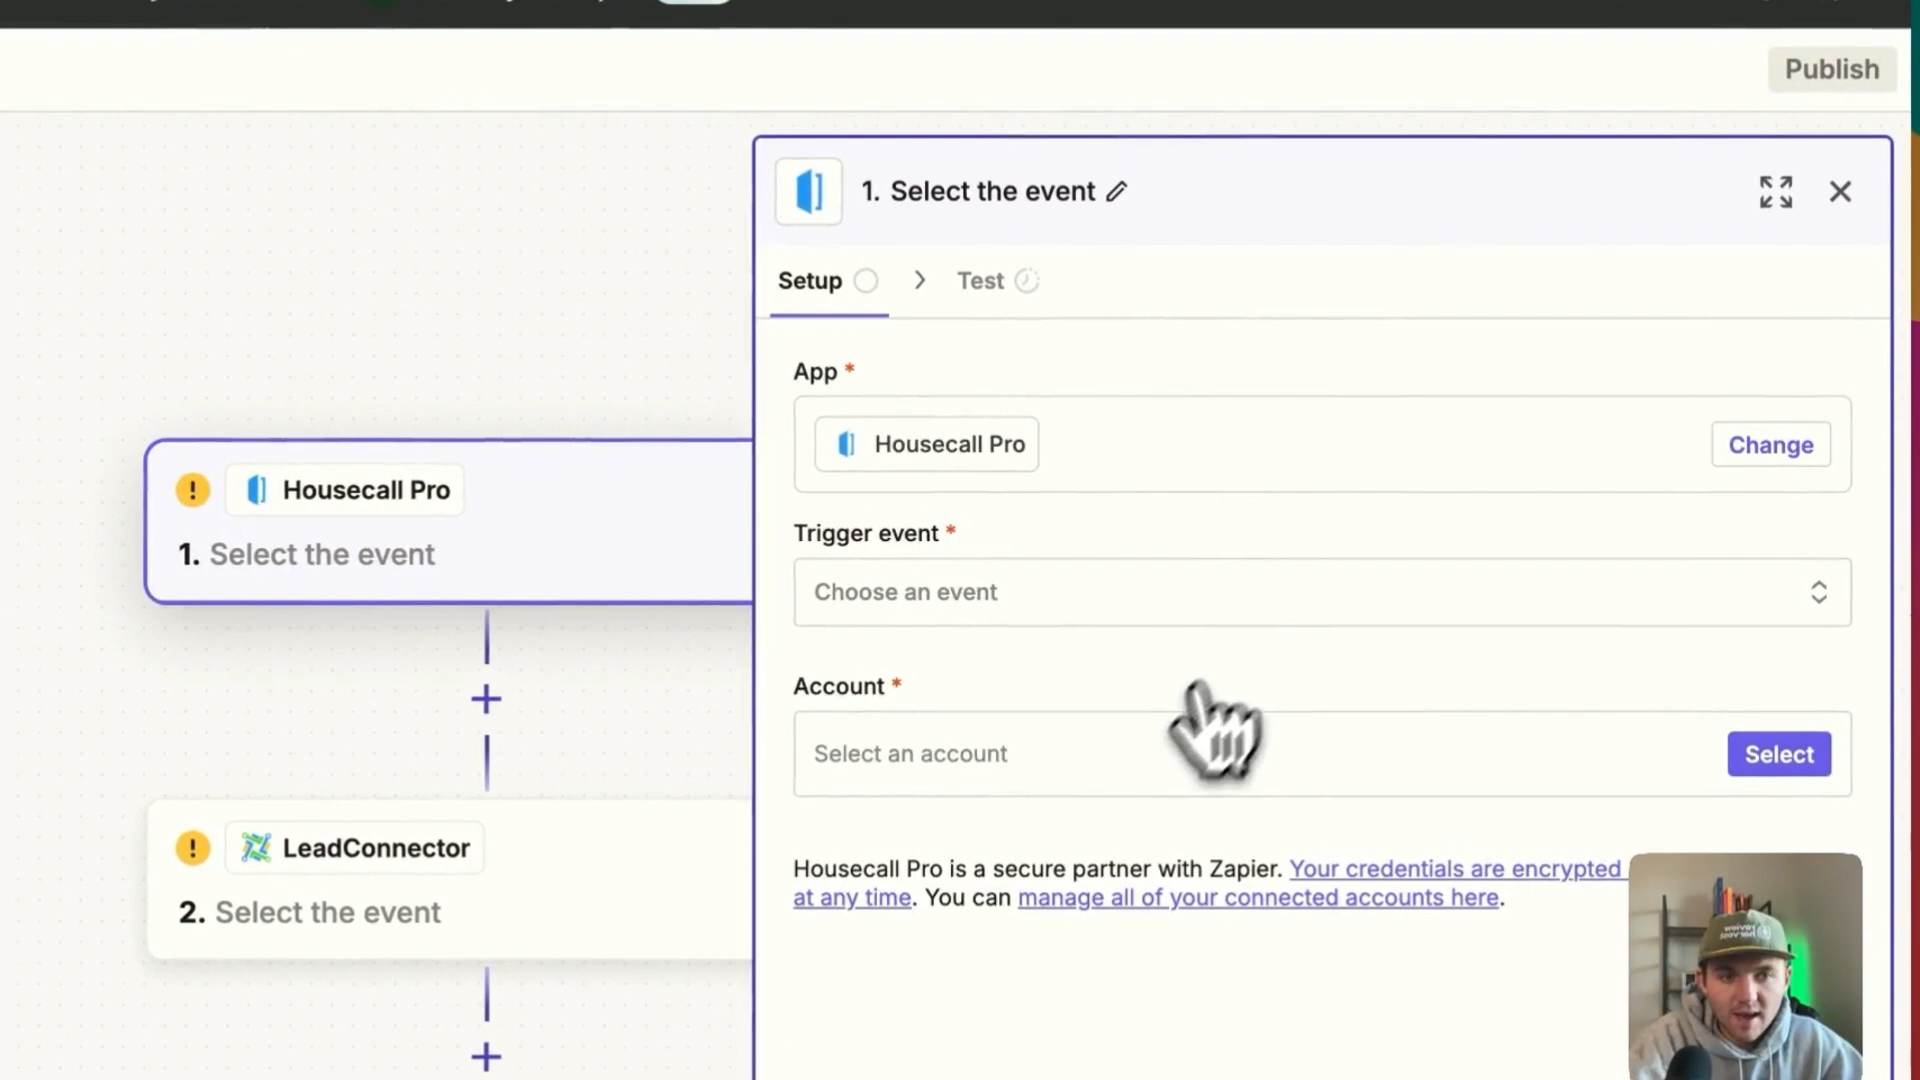 Publish
1. Select the event
Setup
Test
App *
Housecall Pro
Change
Trigger event *
Choose an event
Account *
Select an account
Select
Housecall Pro is a secure partner with Zapier. Your credentials are encrypted
at any time. You can manage all of your connected accounts here.
! Housecall Pro
1. Select the event
+
! LeadConnector
2. Select the event
+